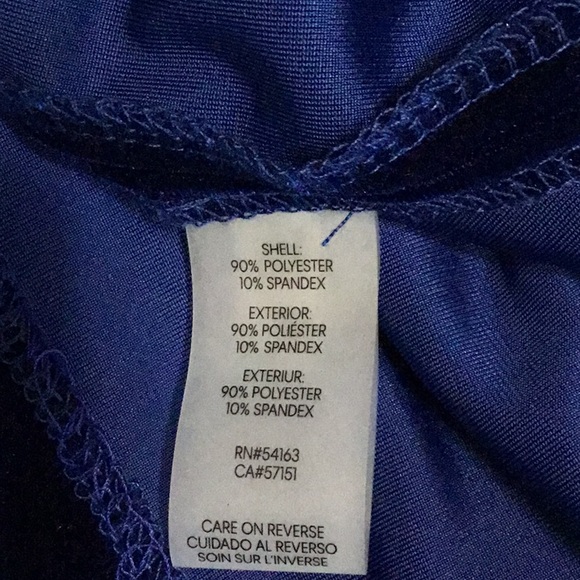 SHELL:
90% POLYESTER
10% SPANDEX
EXTERIOR:
90% POLIÉSTER
10% SPANDEX
EXTERIUR:
90% POLYESTER
10% SPANDEX
RN#54163
CA#57151
CARE ON REVERSE
CUIDADO AL REVERSO
SOIN SUR L'INVERSE